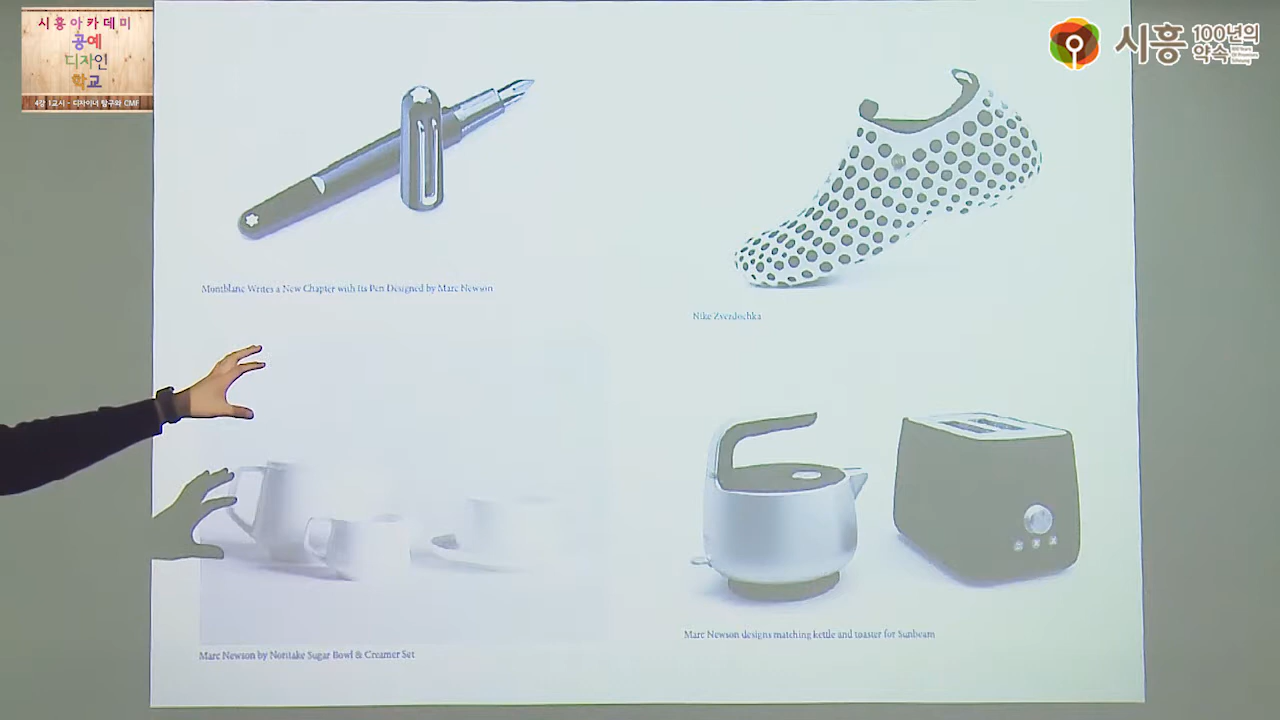 시흥아카데미
공예
디자인
학교
4강 1교시 - 디자이너 탐구와 CMF
시흥 100년의
약속
Montblanc Writes a New Chapter with Its Pen Designed by Marc Newson
Nike Zvezdochka
Marc Newson by Noritake Sugar Bowl & Creamer Set
Marc Newson designs matching kettle and toaster for Sunbeam